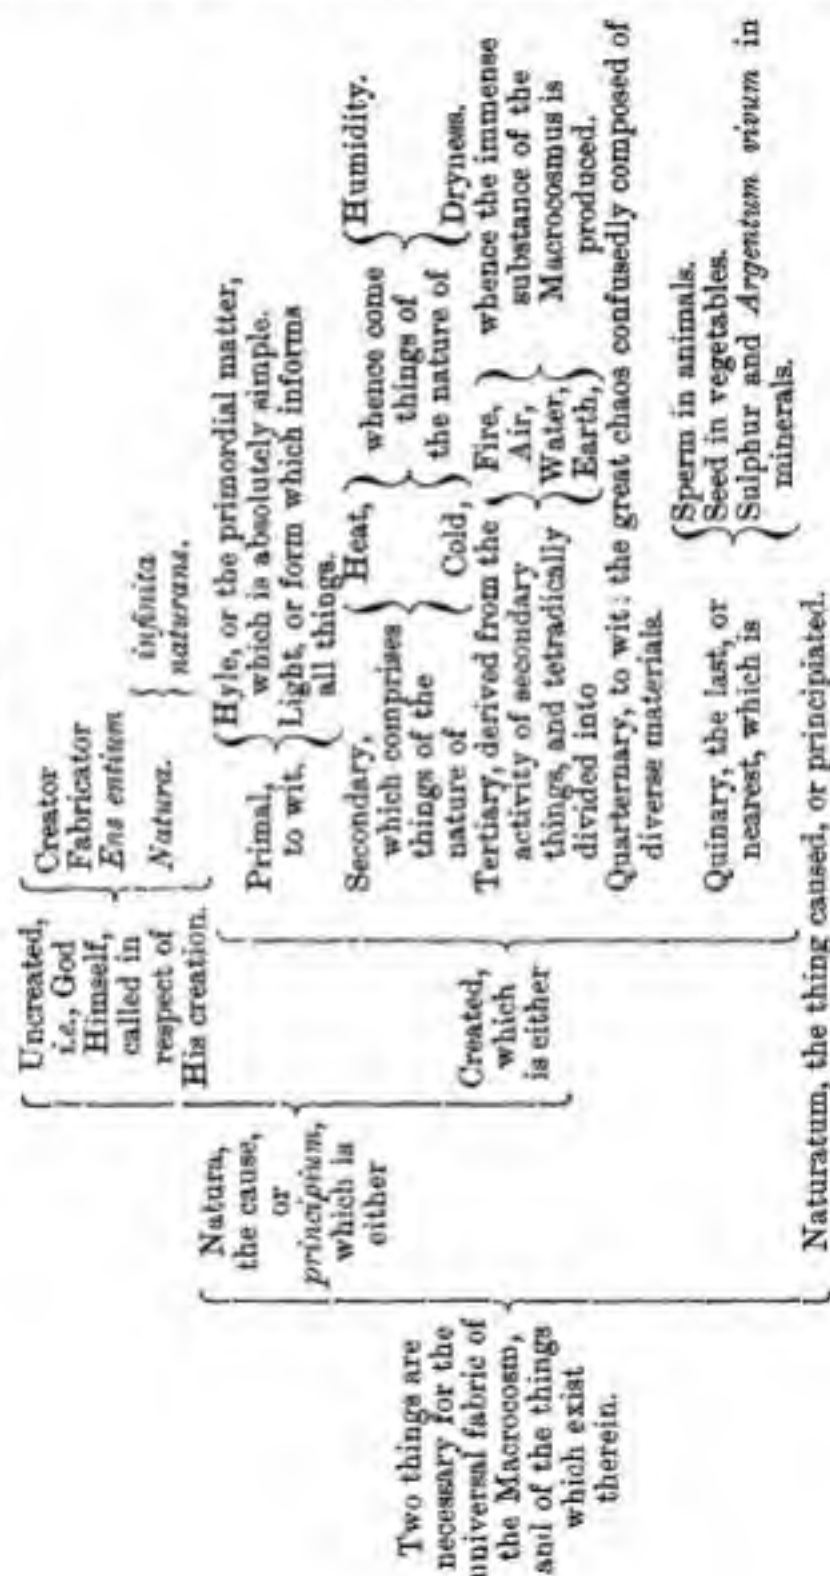 Two things are
necessary for the
universal fabric of
the Macrocosm,
and of the things
which exist
therein.
Natura,
the cause,
or
principium,
which is
either
Uncreated,
i.e., God
Himself,
called in
respect of
His creation.
Creator
Fabricator
Ens entium
Natura.
infinita
naturans.
Created,
which
is either
Primal,
to wit,
Hyle, or the primordial matter,
which is absolutely simple.
Light, or form which informs
all things.
Secondary,
which comprises
things of the
nature of
Heat,
Cold,
whence come
things of
the nature of
Humidity.
Dryness.
Tertiary, derived from the
activity of secondary
things, and tetradically
divided into
Fire,
Air,
Water,
Earth,
whence the immense
substance of the
Macrocosmus is
produced.
Quarternary, to wit; the great chaos confusedly composed of
diverse materials.
Quinary, the last, or
nearest, which is
Sperm in animals.
Seed in vegetables.
Sulphur and Argentum vivum in
minerals.
Naturatum, the thing caused, or principiated.